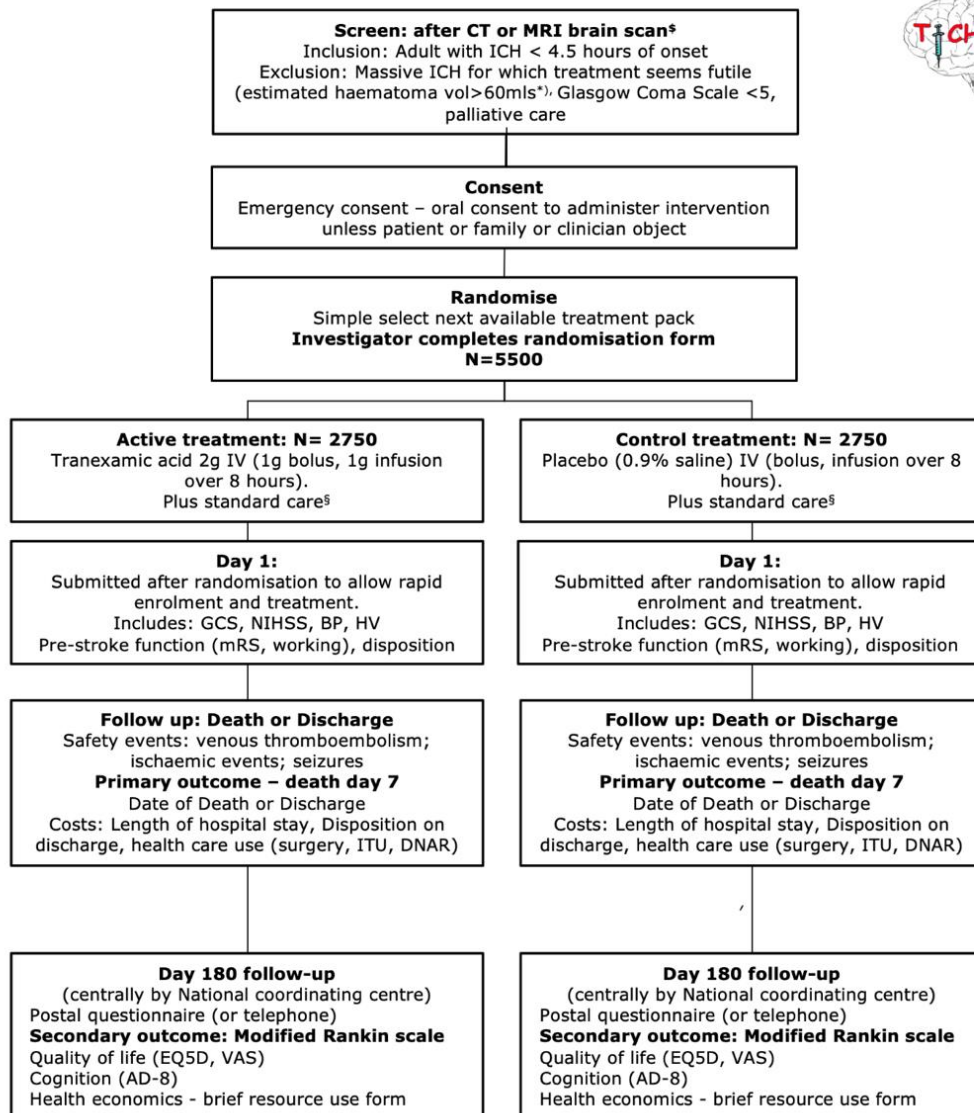 Screen: after CT or MRI brain scan$
Inclusion: Adult with ICH < 4.5 hours of onset
Exclusion: Massive ICH for which treatment seems futile
(estimated haematoma vol>60mls*), Glasgow Coma Scale <5,
palliative care
TICH
Consent
Emergency consent – oral consent to administer intervention
unless patient or family or clinician object
Randomise
Simple select next available treatment pack
Investigator completes randomisation form
N=5500
Active treatment: N= 2750
Tranexamic acid 2g IV (1g bolus, 1g infusion
over 8 hours).
Plus standard care§
Control treatment: N= 2750
Placebo (0.9% saline) IV (bolus, infusion over 8
hours).
Plus standard care§
Day 1:
Submitted after randomisation to allow rapid
enrolment and treatment.
Includes: GCS, NIHSS, BP, HV
Pre-stroke function (mRS, working), disposition
Day 1:
Submitted after randomisation to allow rapid
enrolment and treatment.
Includes: GCS, NIHSS, BP, HV
Pre-stroke function (mRS, working), disposition
Follow up: Death or Discharge
Safety events: venous thromboembolism;
ischaemic events; seizures
Primary outcome – death day 7
Date of Death or Discharge
Costs: Length of hospital stay, Disposition on
discharge, health care use (surgery, ITU, DNAR)
Follow up: Death or Discharge
Safety events: venous thromboembolism;
ischaemic events; seizures
Primary outcome – death day 7
Date of Death or Discharge
Costs: Length of hospital stay, Disposition on
discharge, health care use (surgery, ITU, DNAR)
Day 180 follow-up
(centrally by National coordinating centre)
Postal questionnaire (or telephone)
Secondary outcome: Modified Rankin scale
Quality of life (EQ5D, VAS)
Cognition (AD-8)
Health economics - brief resource use form
Day 180 follow-up
(centrally by National coordinating centre)
Postal questionnaire (or telephone)
Secondary outcome: Modified Rankin scale
Quality of life (EQ5D, VAS)
Cognition (AD-8)
Health economics - brief resource use form